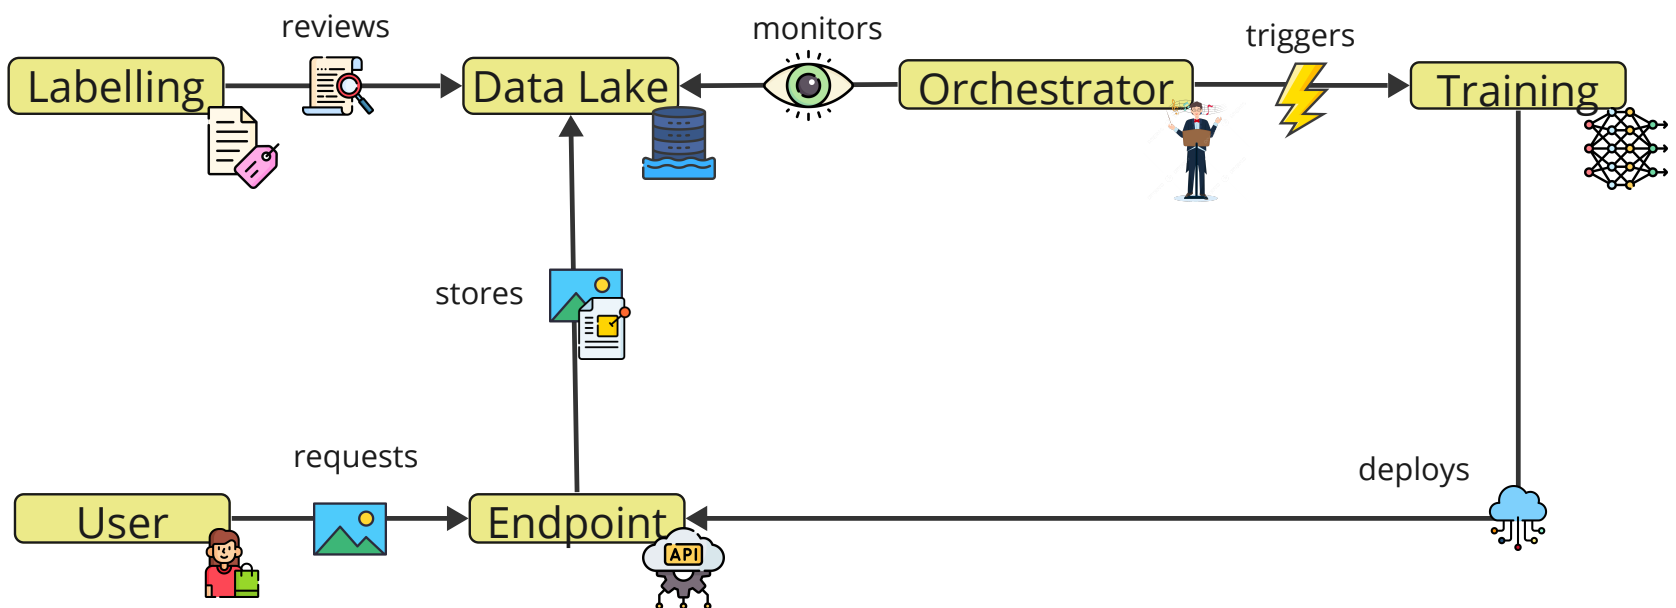 reviews
monitors
triggers
Labelling
Data Lake
Orchestrator
Training
stores
requests
deploys
User
Endpoint
API